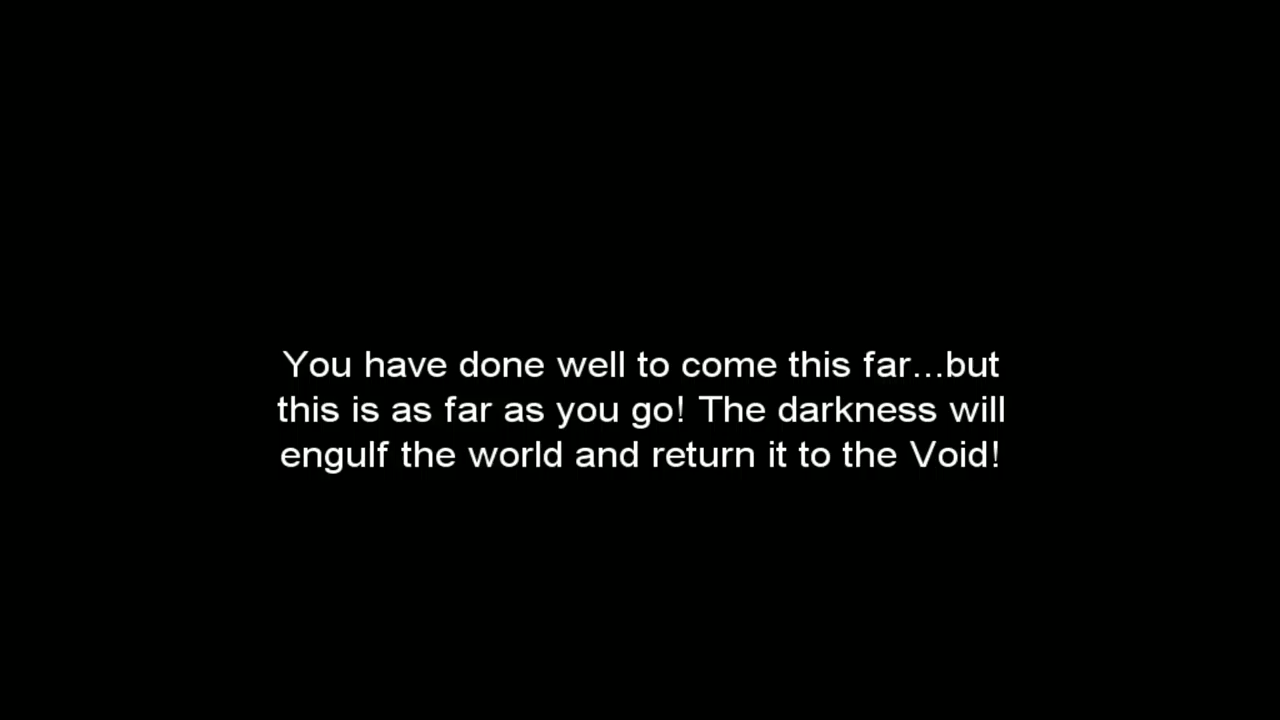 You have done well to come this far...but
this is as far as you go! The darkness will
engulf the world and return it to the Void!